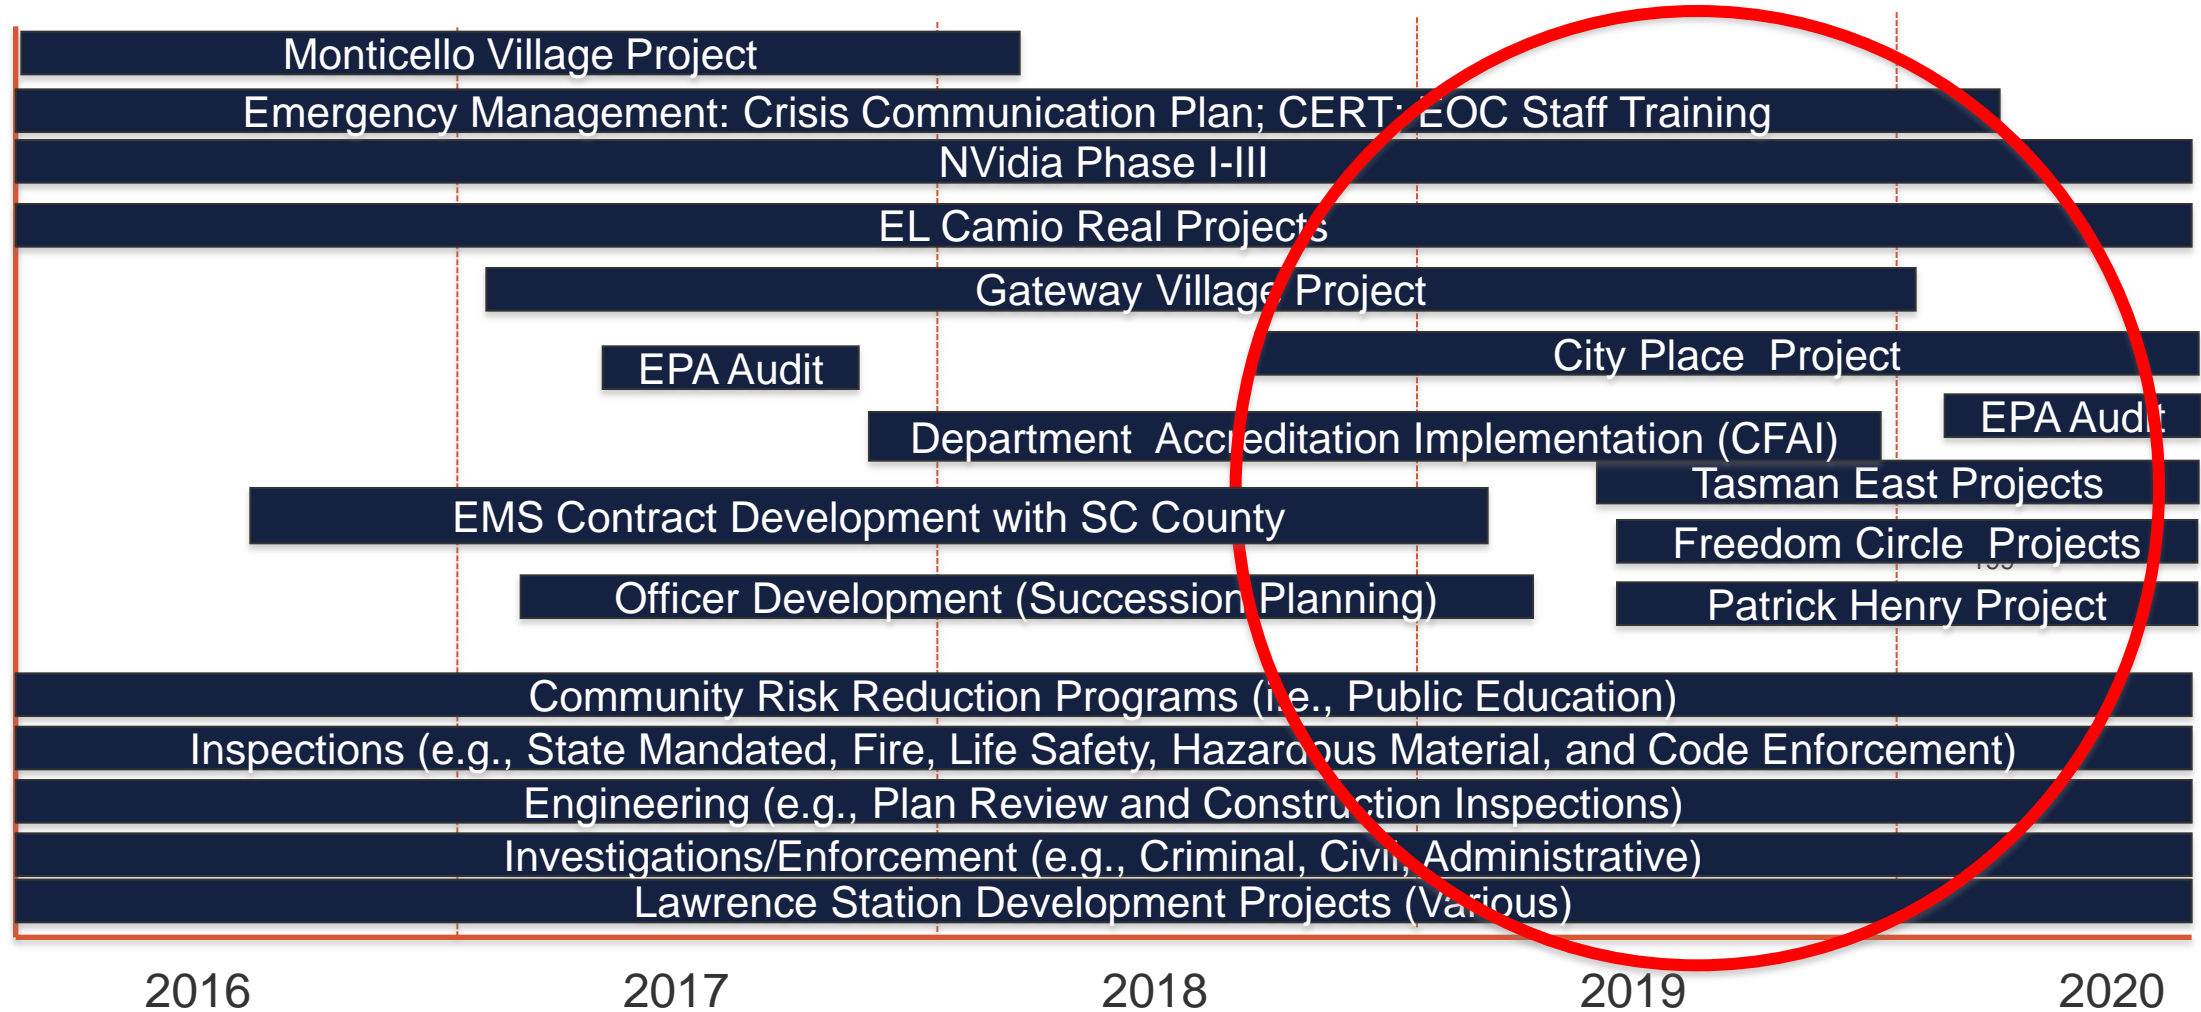 Monticello Village Project
Emergency Management: Crisis Communication Plan; CERT; EOC Staff Training
NVidia Phase I-III
EL Camio Real Projects
Gateway Village Project
City Place Project
EPA Audit
EPA Audit
Department Accreditation Implementation (CFAI)
Tasman East Projects
EMS Contract Development with SC County
Freedom Circle Projects
Officer Development (Succession Planning)
Patrick Henry Project
Community Risk Reduction Programs (i.e., Public Education)
Inspections (e.g., State Mandated, Fire, Life Safety, Hazardous Material, and Code Enforcement)
Engineering (e.g., Plan Review and Construction Inspections)
Investigations/Enforcement (e.g., Criminal, Civil, Administrative)
Lawrence Station Development Projects (Various)
2016 2017 2018 2019 2020